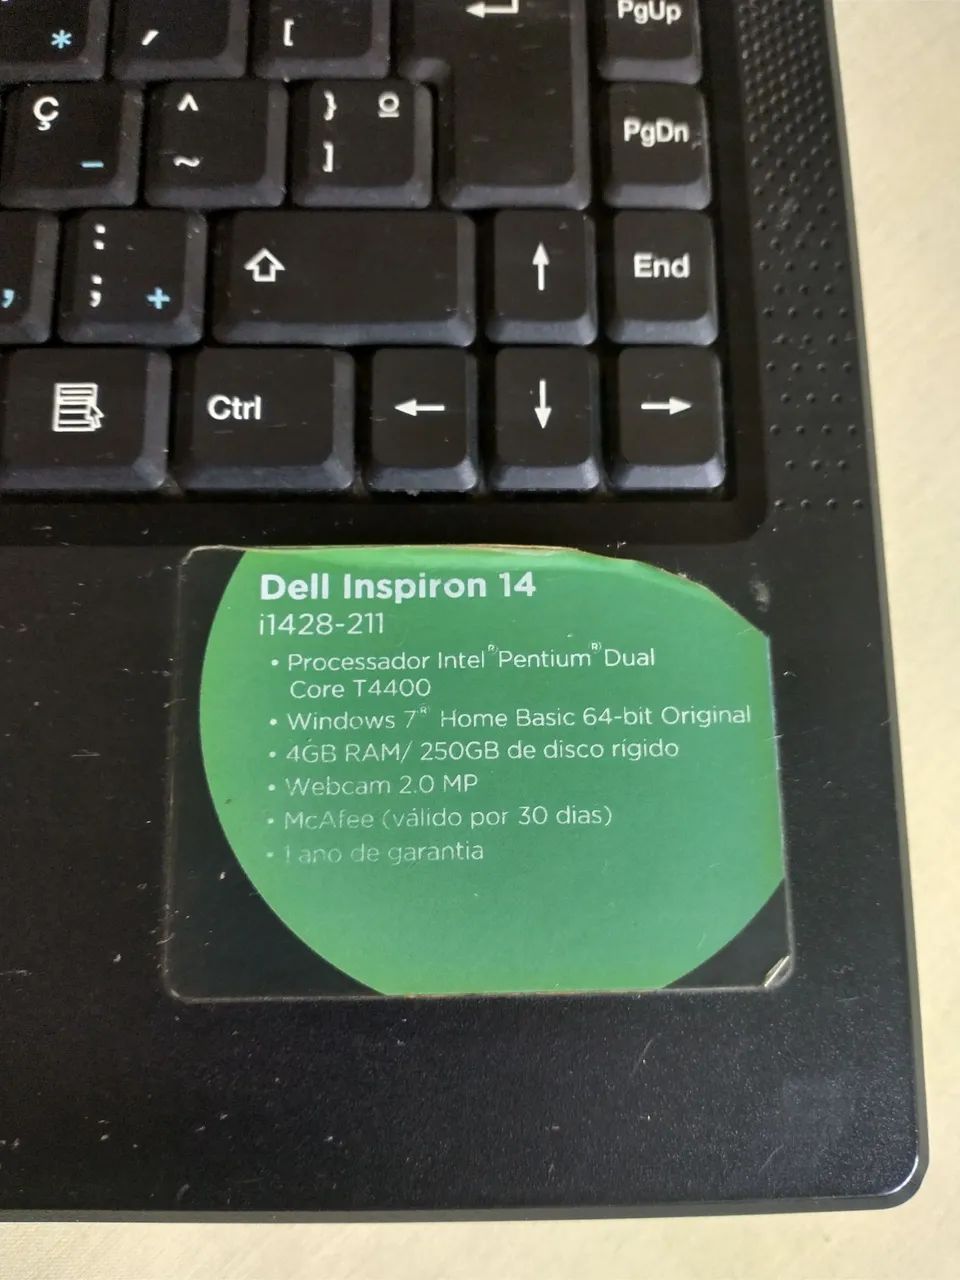 *
[
PgUp
Ç
^
} º
PgDn
–
~
]
:
End
,
; +
Ctrl
Dell Inspiron 14
i1428-211
• Processador Intel® Pentium® Dual
Core T4400
• Windows 7® Home Basic 64-bit Original
• 4GB RAM/ 250GB de disco rígido
• Webcam 2.0 MP
• McAfee (válido por 30 dias)
• 1 ano de garantia